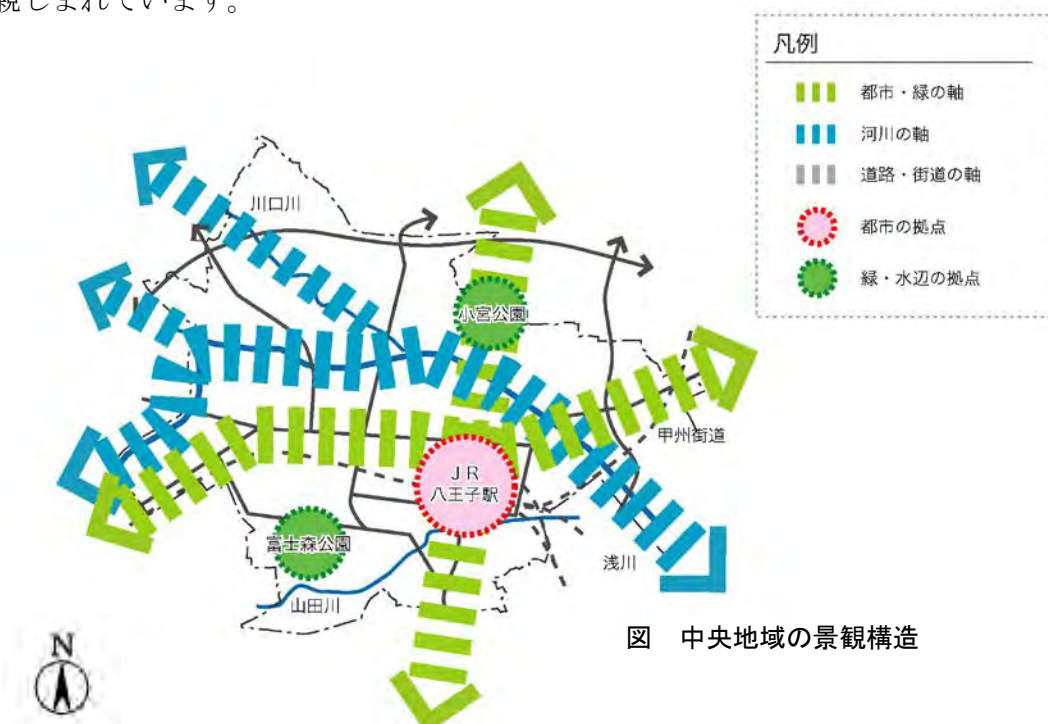 親しまれています。
凡例
都市・緑の軸
河川の軸
道路・街道の軸
都市の拠点
緑・水辺の拠点
川口川
小宮公園
甲州街道
JR
八王子駅
富士森公園
浅川
山田川
図 中央地域の景観構造
N